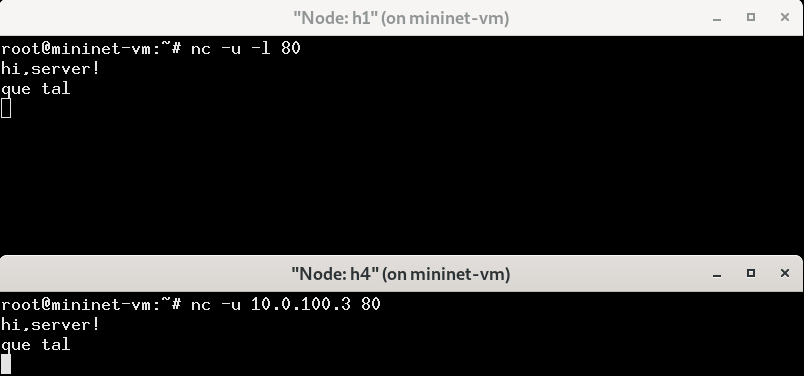 "Node: h1" (on mininet-vm)
root@mininet-vm:~# nc -u -l 80
hi,server!
que tal
"Node: h4" (on mininet-vm)
root@mininet-vm:~# nc -u 10.0.100.3 80
hi,server!
que tal